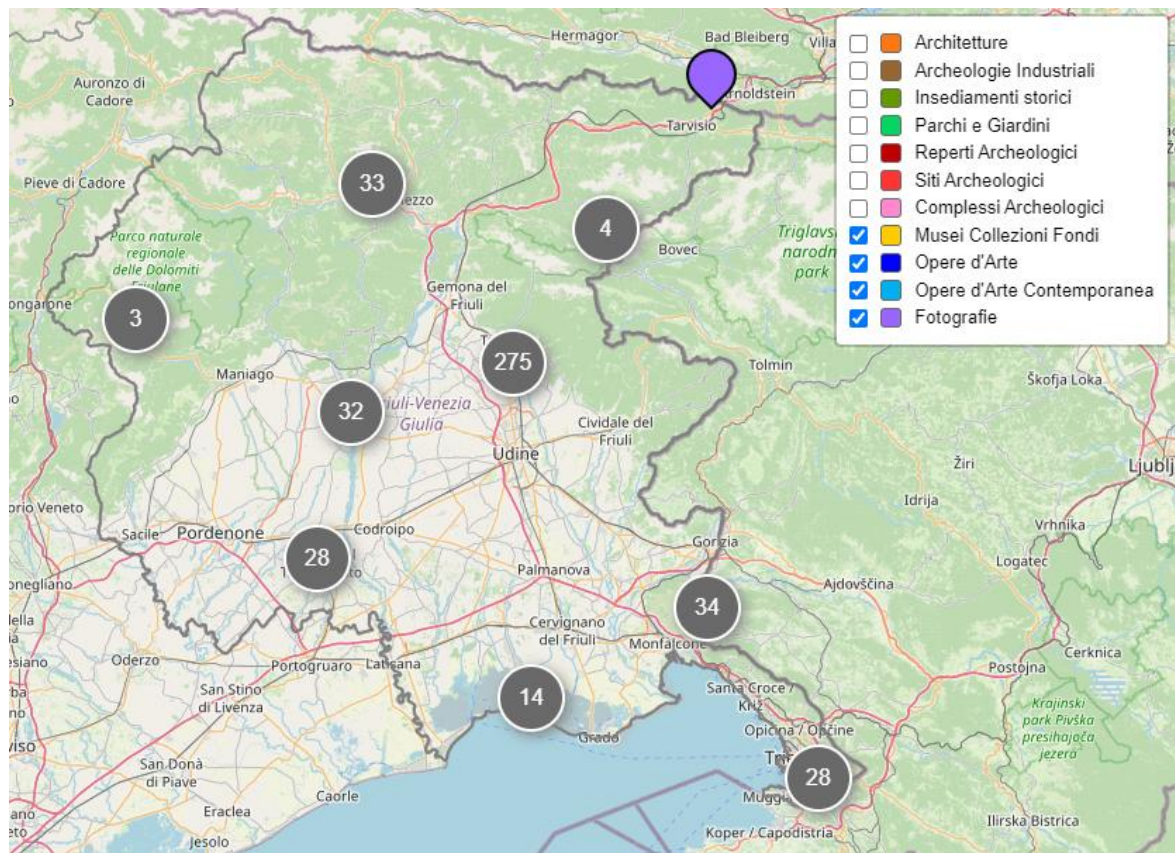 Hermagor
Bad Bleiberg
Auronzo di
Cadore
Tarvisio
Pieve di Cadore
33
4
Bovec
Parco naturale
regionale
delle Dolomiti
Friulane
Gemona del
Friuli
3
275
Tolmin
Škofja Loka
Maniago
32
Giulia
Cividale del
Friuli
Udine
Žiri
Idrija
Vrhnika
Logatec
Sacile
Pordenone
Codroipo
28
Palmanova
Gorizia
Ajdovščina
34
Cervignano
del Friuli
Monfalcone
Oderzo
Portogruaro
Latisana
Postojna
Cerknica
San Stino
di Livenza
14
Grado
Santa Croce /
Križ
Opicina / Opčine
Krajinski
park Pivška
presihajoča
jezera
San Donà
di Piave
28
Caorle
Eraclea
Jesolo
Koper / Capodistria
Ilirska Bistrica
Architetture
Archeologie Industriali
Insediamenti storici
Parchi e Giardini
Reperti Archeologici
Siti Archeologici
Complessi Archeologici
Musei Collezioni Fondi
Opere d'Arte
Opere d'Arte Contemporanea
Fotografie